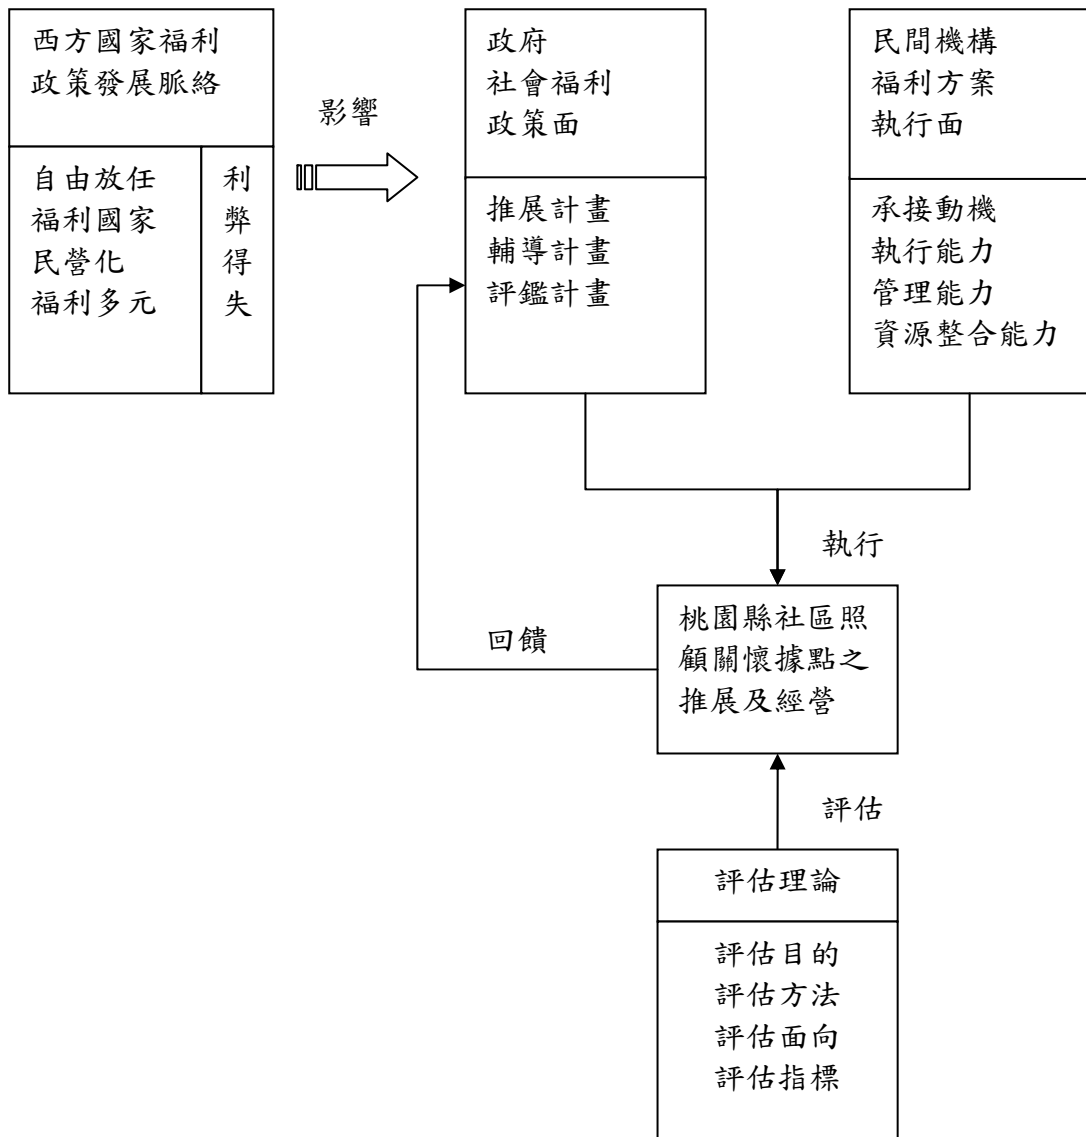 西方國家福利
政策發展脈絡
自由放任
福利國家
民營化
福利多元
利
弊
得
失
影響
政府
社會福利
政策面
推展計畫
輔導計畫
評鑑計畫
民間機構
福利方案
執行面
承接動機
執行能力
管理能力
資源整合能力
執行
回饋
桃園縣社區照
顧關懷據點之
推展及經營
評估
評估理論
評估目的
評估方法
評估面向
評估指標